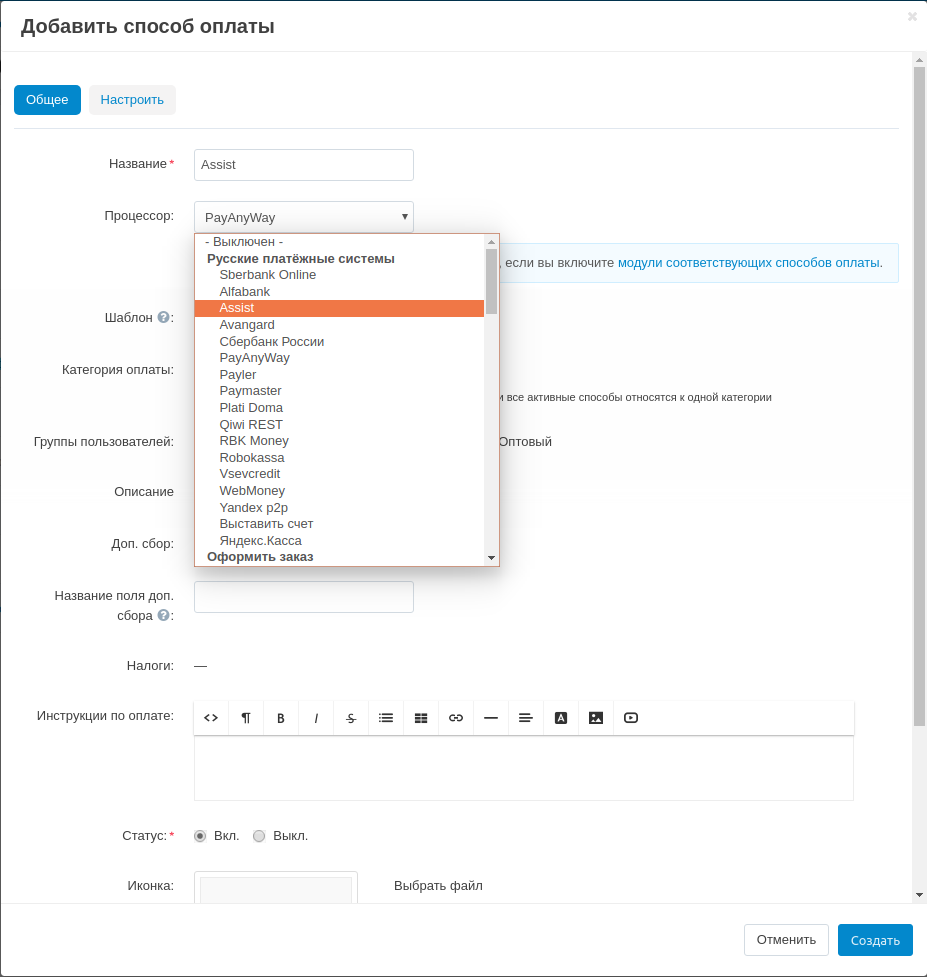 Добавить способ оплаты
Общее
Настроить
Название*
Assist
Процессор:
PayAnyWay
, если вы включите модули соответствующих способов оплаты.
- Выключен -
Русские платёжные системы
Sberbank Online
Alfabank
Assist
Avangard
Сбербанк России
PayAnyWay
Payler
Paymaster
Plati Doma
Qiwi REST
RBK Money
Robokassa
Vsevcredit
WebMoney
Yandex p2p
Выставить счет
Яндекс.Касса
Оформить заказ
Шаблон ?:
Категория оплаты:
и все активные способы относятся к одной категории
Группы пользователей:
Оптовый
Описание
Доп. сбор:
Название поля доп.
сбора ?:
Налоги:
—
Инструкции по оплате:
Статус:*
Вкл.
Выкл.
Иконка:
Выбрать файл
Отменить
Создать